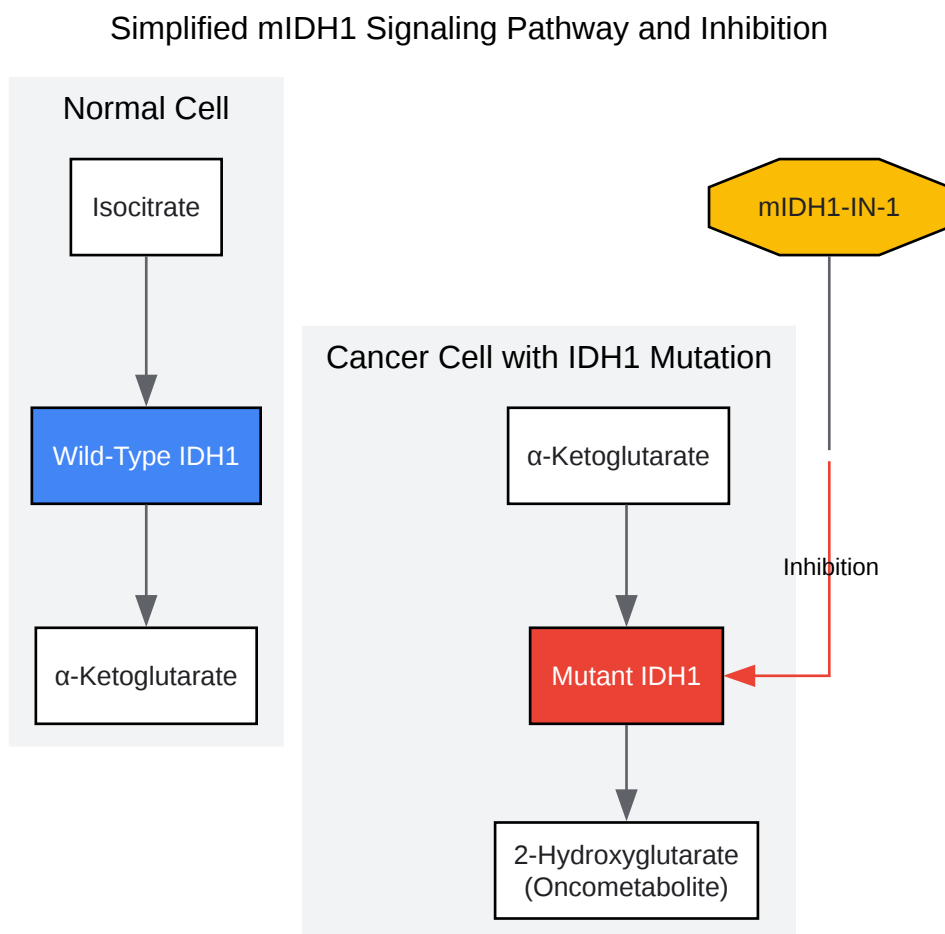 Simplified mIDH1 Signaling Pathway and Inhibition
Normal Cell
Isocitrate
Wild-Type IDH1
α-Ketoglutarate
mIDH1-IN-1
Cancer Cell with IDH1 Mutation
α-Ketoglutarate
Inhibition
Mutant IDH1
2-Hydroxyglutarate
(Oncometabolite)